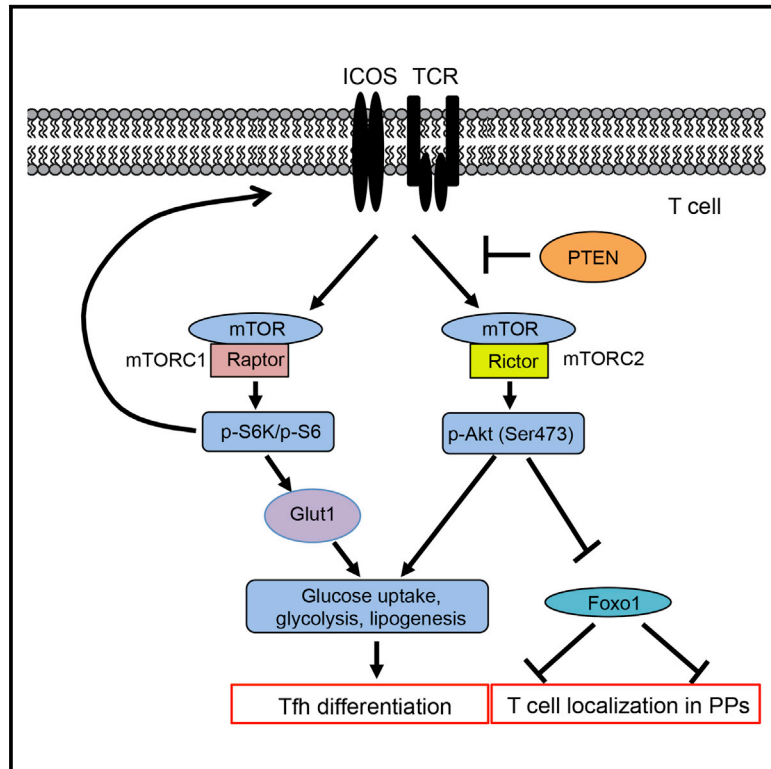 ICOS TCR
T cell
PTEN
mTOR
mTORC1 Raptor
mTOR
Rictor mTORC2
p-S6K/p-S6
p-Akt (Ser473)
Glut1
Glucose uptake,
glycolysis, lipogenesis
Foxo1
Tfh differentiation
T cell localization in PPs